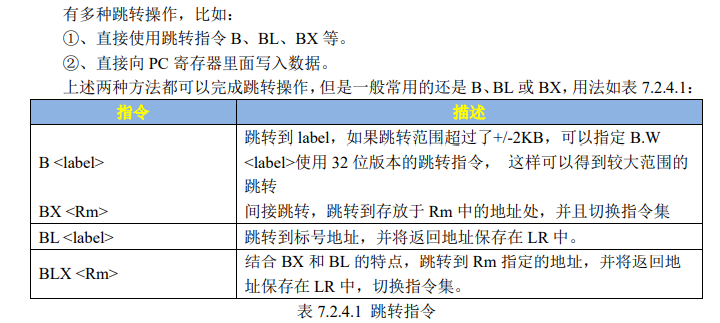 有多种跳转操作，比如：
①、直接使用跳转指令 B、BL、BX 等。
②、直接向 PC 寄存器里面写入数据。
上述两种方法都可以完成跳转操作，但是一般常用的还是 B、BL 或 BX，用法如表 7.2.4.1：
指令 描述
B <label> 跳转到 label，如果跳转范围超过了+/-2KB，可以指定 B.W
<label>使用 32 位版本的跳转指令， 这样可以得到较大范围的
跳转
BX <Rm> 间接跳转，跳转到存放于 Rm 中的地址处，并且切换指令集
BL <label> 跳转到标号地址，并将返回地址保存在 LR 中。
BLX <Rm> 结合 BX 和 BL 的特点，跳转到 Rm 指定的地址，并将返回地
址保存在 LR 中，切换指令集。
表 7.2.4.1 跳转指令